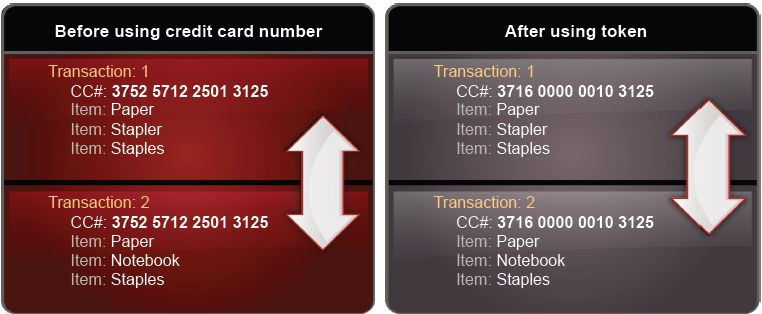 Before using credit card number
Transaction: 1
CC#: 3752 5712 2501 3125
Item: Paper
Item: Stapler
Item: Staples
Transaction: 2
CC#: 3752 5712 2501 3125
Item: Paper
Item: Notebook
Item: Staples
After using token
Transaction: 1
CC#: 3716 0000 0010 3125
Item: Paper
Item: Stapler
Item: Staples
Transaction: 2
CC#: 3716 0000 0010 3125
Item: Paper
Item: Notebook
Item: Staples